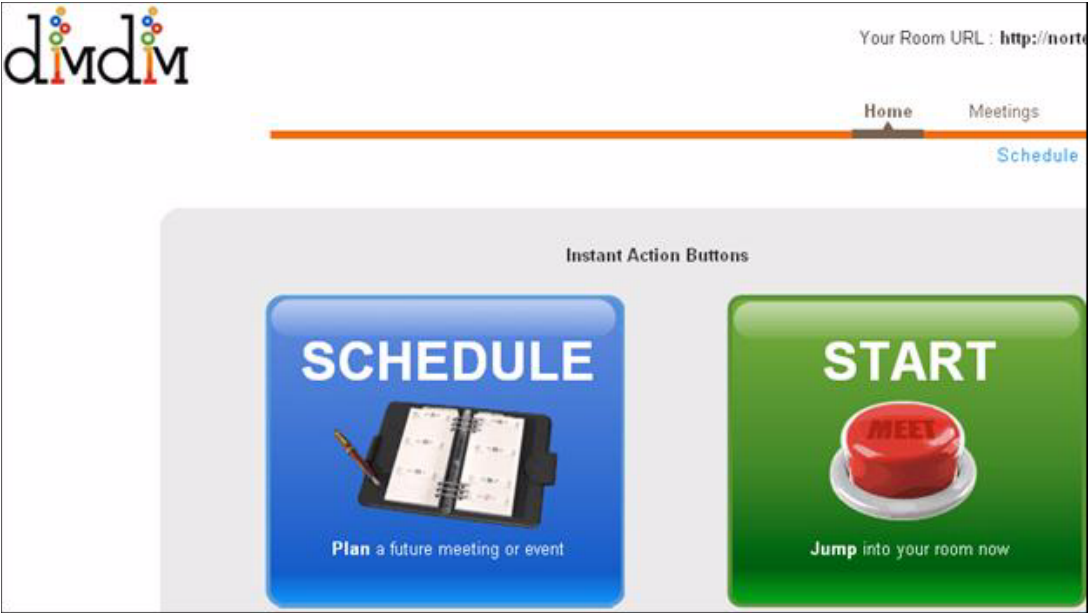 dimdim
Your Room URL : http://norte
Home Meetings
Schedule
Instant Action Buttons
SCHEDULE
START
MEET
Plan a future meeting or event
Jump into your room now